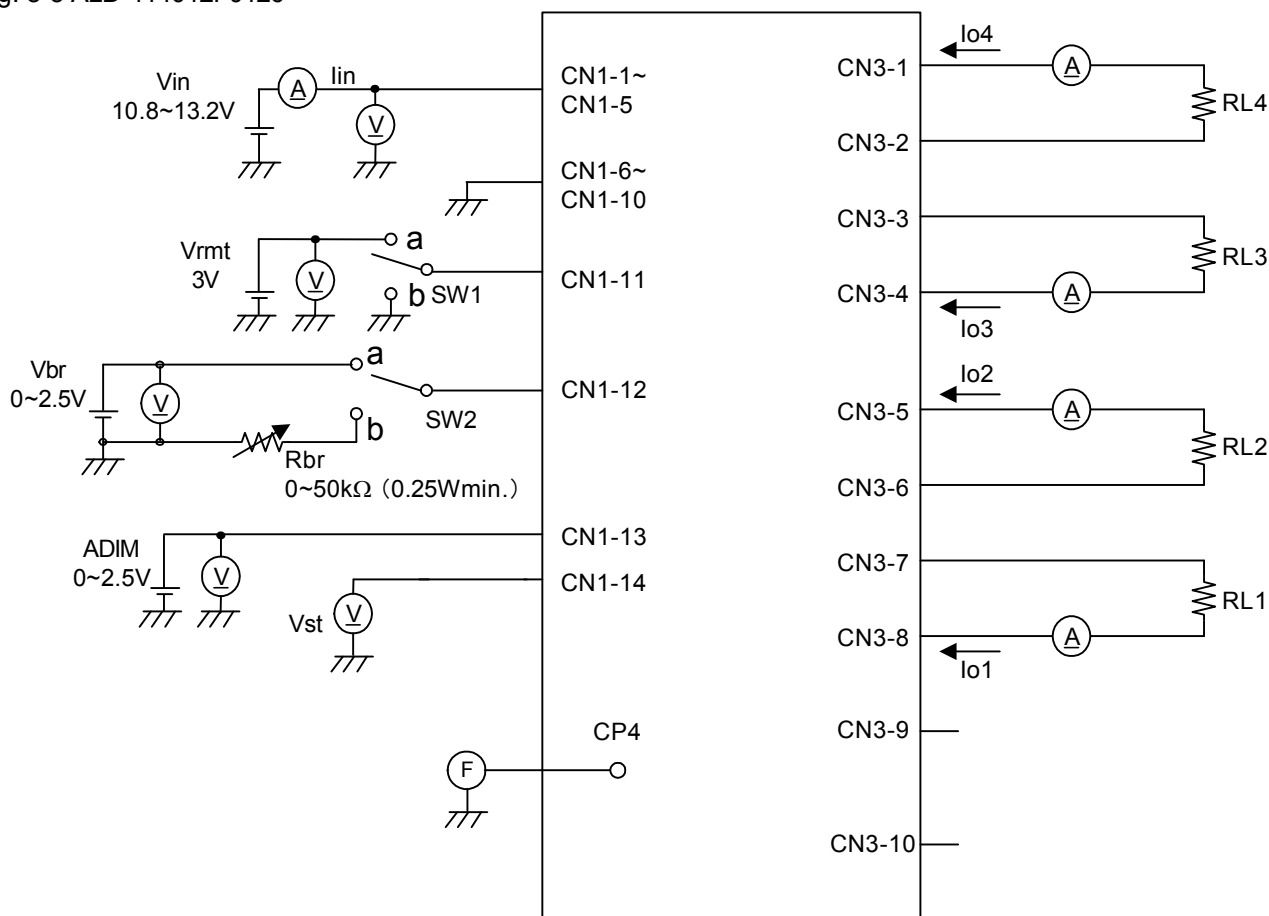 Vin
10.8~13.2V
A
Iin
V
CN1-1~
CN1-5
CN1-6~
CN1-10
Vrmt
3V
V
a
b
SW1
CN1-11
Vbr
0~2.5V
V
a
b
SW2
CN1-12
Rbr
0~50kΩ (0.25Wmin.)
ADIM
0~2.5V
V
CN1-13
CN1-14
Vst
V
CP4
F
Io4
CN3-1
A
RL4
CN3-2
CN3-3
RL3
CN3-4
A
Io3
Io2
CN3-5
A
RL2
CN3-6
CN3-7
RL1
CN3-8
A
Io1
CN3-9
CN3-10